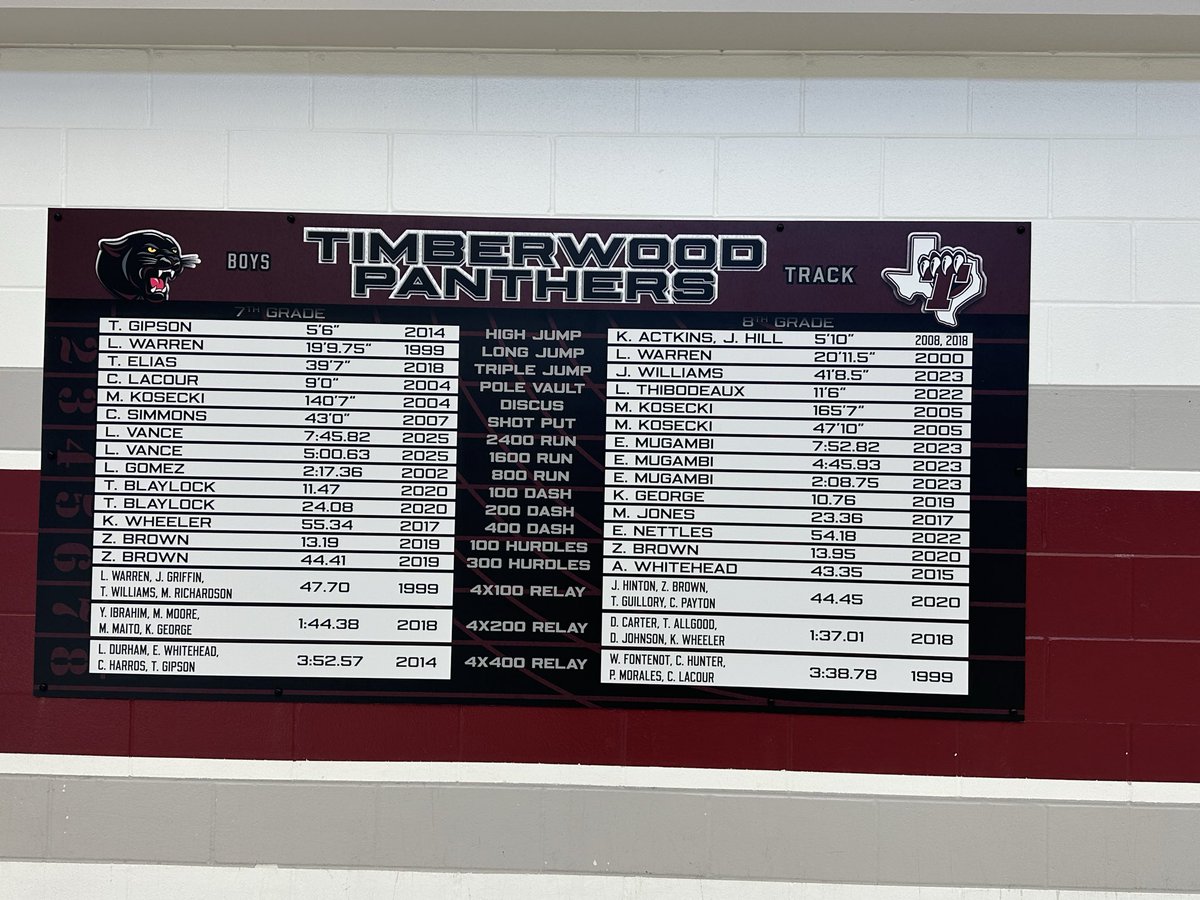 BOYS
TIMBERWOOD
PANTHERS
TRACK
7TH GRADE
8TH GRADE
T. GIPSON 5'6" 2014 HIGH JUMP K. ACTKINS, J. HILL 5'10" 2008, 2018
L. WARREN 19'9.75" 1999 LONG JUMP L. WARREN 20'11.5" 2000
T. ELIAS 39'7" 2018 TRIPLE JUMP J. WILLIAMS 41'8.5" 2023
C. LACOUR 9'0" 2004 POLE VAULT L. THIBODEAUX 11'6" 2022
M. KOSECKI 140'7" 2004 DISCUS M. KOSECKI 165'7" 2005
C. SIMMONS 43'0" 2007 SHOT PUT M. KOSECKI 47'10" 2005
L. VANCE 7:45.82 2025 2400 RUN E. MUGAMBI 7:52.82 2023
L. VANCE 5:00.63 2025 1600 RUN E. MUGAMBI 4:45.93 2023
L. GOMEZ 2:17.36 2002 800 RUN E. MUGAMBI 2:08.75 2023
T. BLAYLOCK 11.47 2020 100 DASH K. GEORGE 10.76 2019
T. BLAYLOCK 24.08 2020 200 DASH M. JONES 23.36 2017
K. WHEELER 55.34 2017 400 DASH E. NETTLES 54.18 2022
Z. BROWN 13.19 2019 100 HURDLES Z. BROWN 13.95 2020
Z. BROWN 44.41 2019 300 HURDLES A. WHITEHEAD 43.35 2015
L. WARREN, J. GRIFFIN,
T. WILLIAMS, M. RICHARDSON 47.70 1999 4X100 RELAY J. HINTON, Z. BROWN,
T. GUILLORY, C. PAYTON 44.45 2020
Y. IBRAHIM, M. MOORE,
M. MAITO, K. GEORGE 1:44.38 2018 4X200 RELAY D. CARTER, T. ALLGOOD,
D. JOHNSON, K. WHEELER 1:37.01 2018
L. DURHAM, E. WHITEHEAD,
C. HARROS, T. GIPSON 3:52.57 2014 4X400 RELAY W. FONTENOT, C. HUNTER,
P. MORALES, C. LACOUR 3:38.78 1999
2
3
4
5
6
7
8